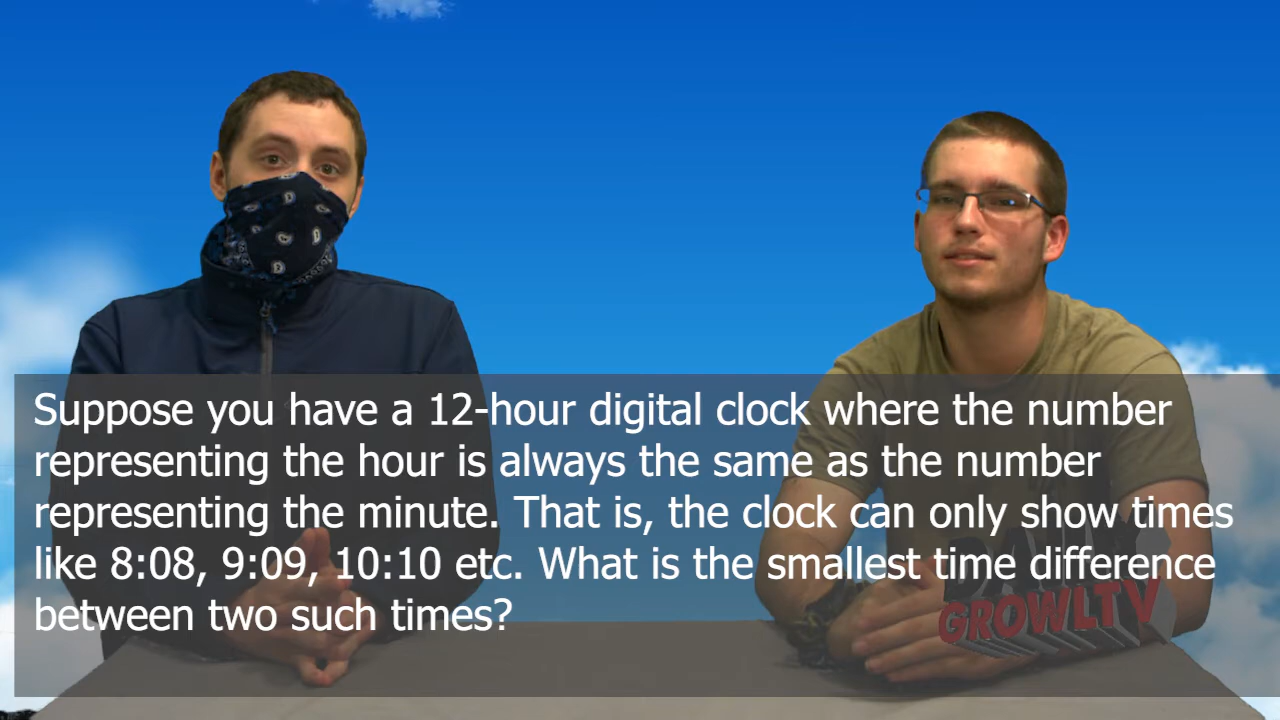 Suppose you have a 12-hour digital clock where the number
representing the hour is always the same as the number
representing the minute. That is, the clock can only show times
like 8:08, 9:09, 10:10 etc. What is the smallest time difference
between two such times?
DAILY
GROWLTV